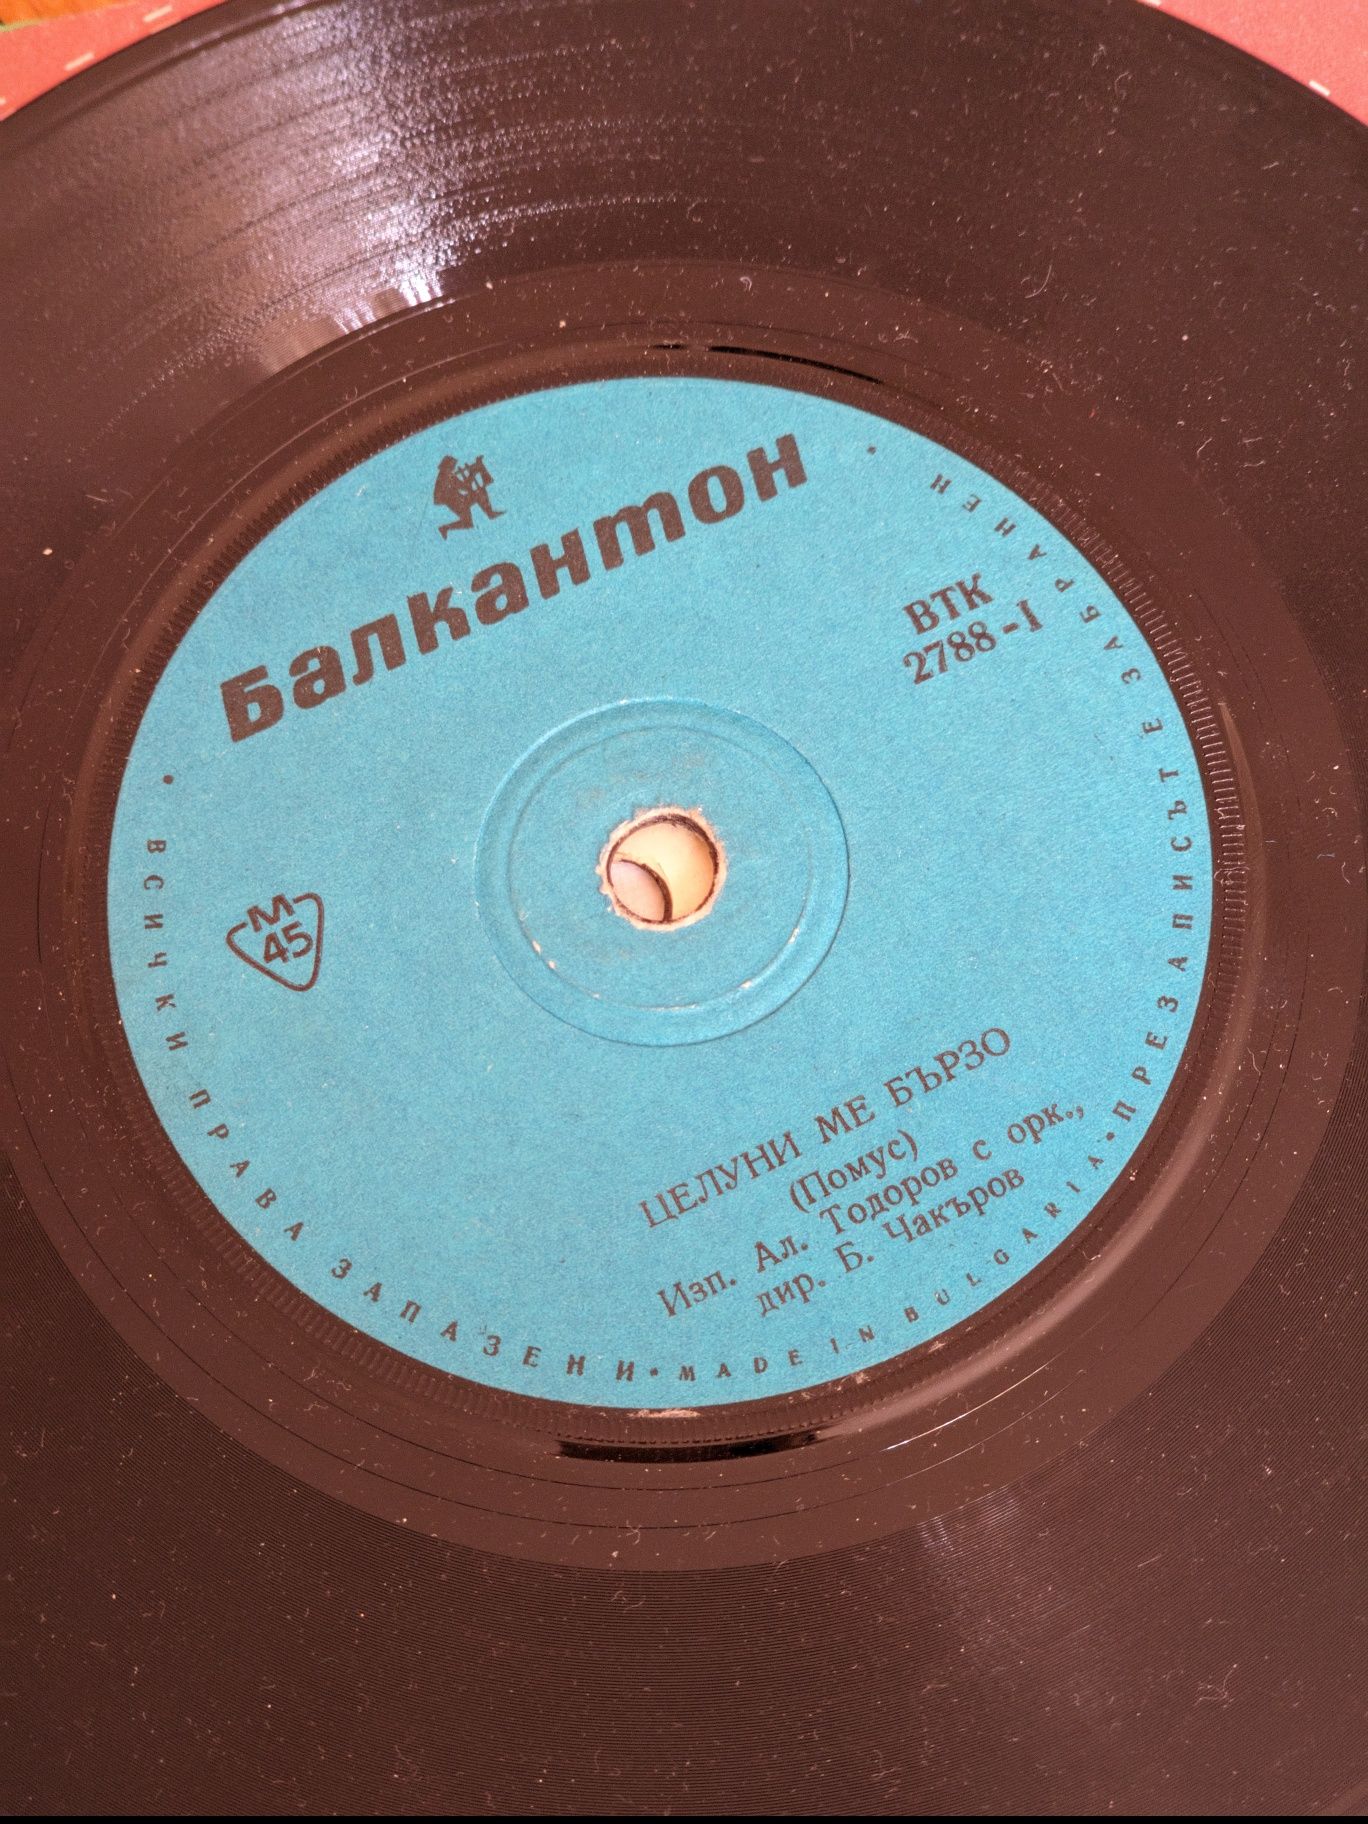 Балкантон
ВТК
2788-I
М
45
ЦЕЛУНИ МЕ БЪРЗО
(Помус)
Изп. Ал. Тодоров с орк.,
дир. Б. Чакъров
• ВСИЧКИ ПРАВА ЗАПАЗЕНИ • MADE IN BULGARIA • ПРЕЗАПИСЪТ Е ЗАБРАНЕН •